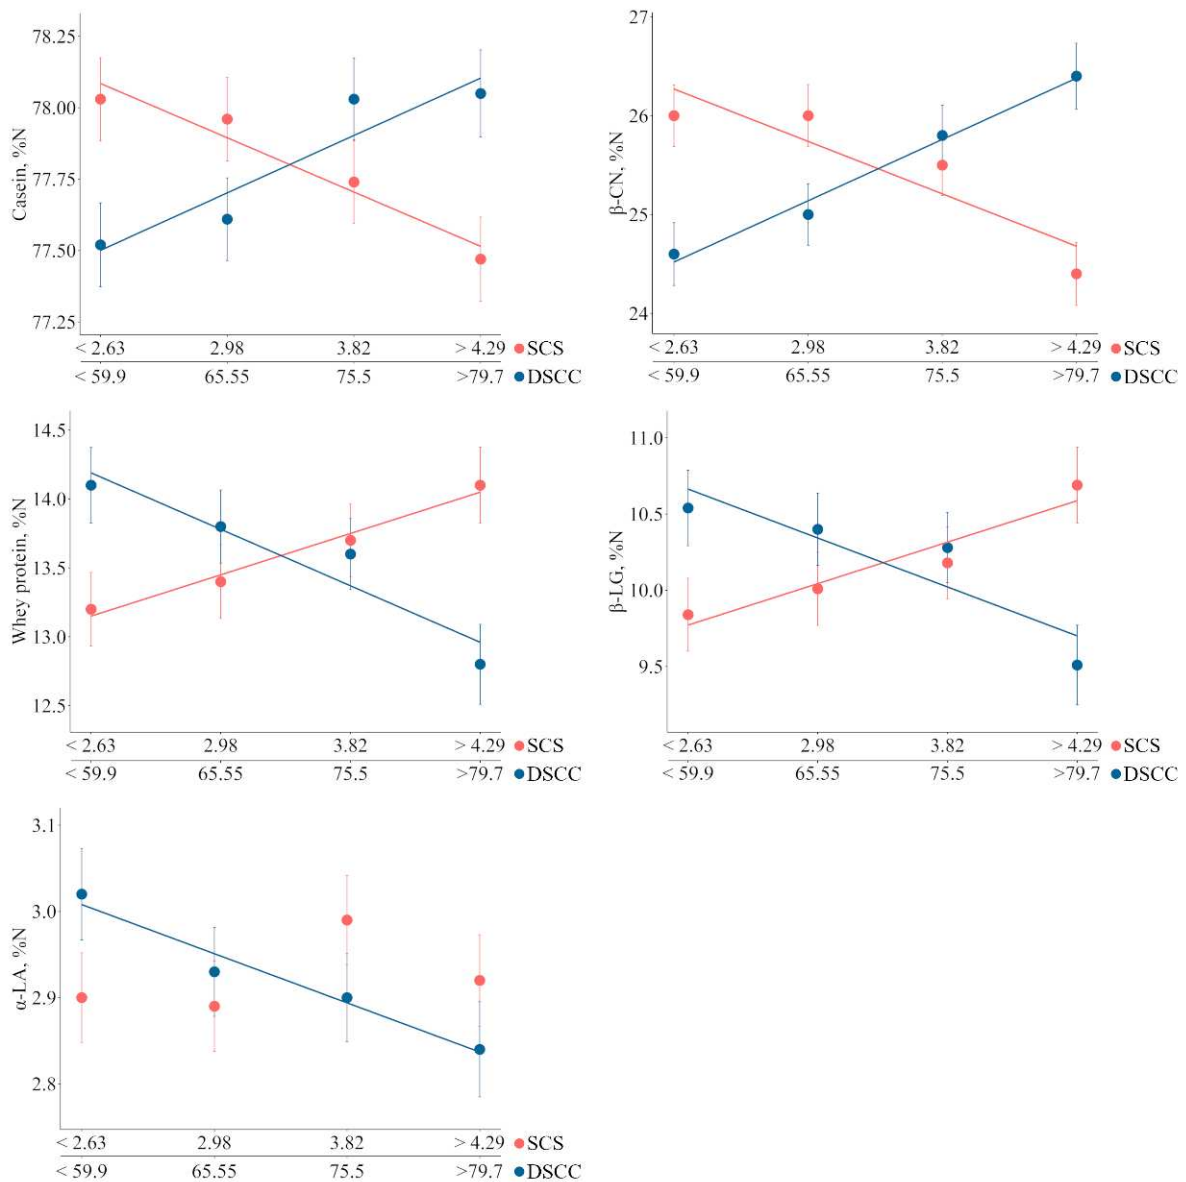 Casein, %N
78.25
78.00
77.75
77.50
77.25
< 2.63 2.98 3.82 > 4.29 SCS
< 59.9 65.55 75.5 >79.7 DSCC
β-CN, %N
27
26
25
24
< 2.63 2.98 3.82 > 4.29 SCS
< 59.9 65.55 75.5 >79.7 DSCC
Whey protein, %N
14.5
14.0
13.5
13.0
12.5
< 2.63 2.98 3.82 > 4.29 SCS
< 59.9 65.55 75.5 >79.7 DSCC
β-LG, %N
11.0
10.5
10.0
9.5
< 2.63 2.98 3.82 > 4.29 SCS
< 59.9 65.55 75.5 >79.7 DSCC
α-LA, %N
3.1
3.0
2.9
2.8
< 2.63 2.98 3.82 > 4.29 SCS
< 59.9 65.55 75.5 >79.7 DSCC